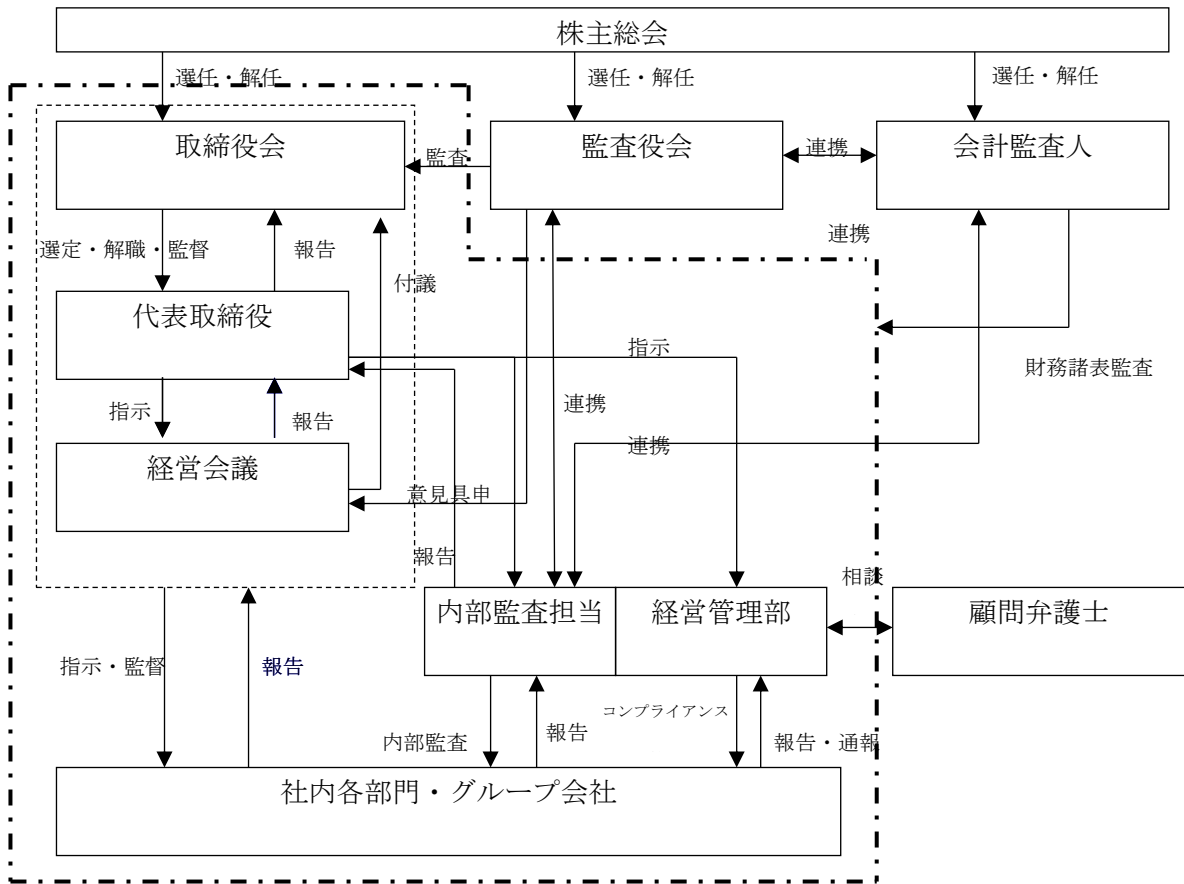 株主総会
選任・解任
選任・解任
選任・解任
取締役会
監査
監査役会
連携
会計監査人
選定・解職・監督
報告
付議
連携
代表取締役
指示
財務諸表監査
指示
報告
連携
連携
経営会議
意見具申
報告
相談
内部監査担当
経営管理部
顧問弁護士
指示・監督
報告
内部監査
報告
コンプライアンス
報告・通報
社内各部門・グループ会社